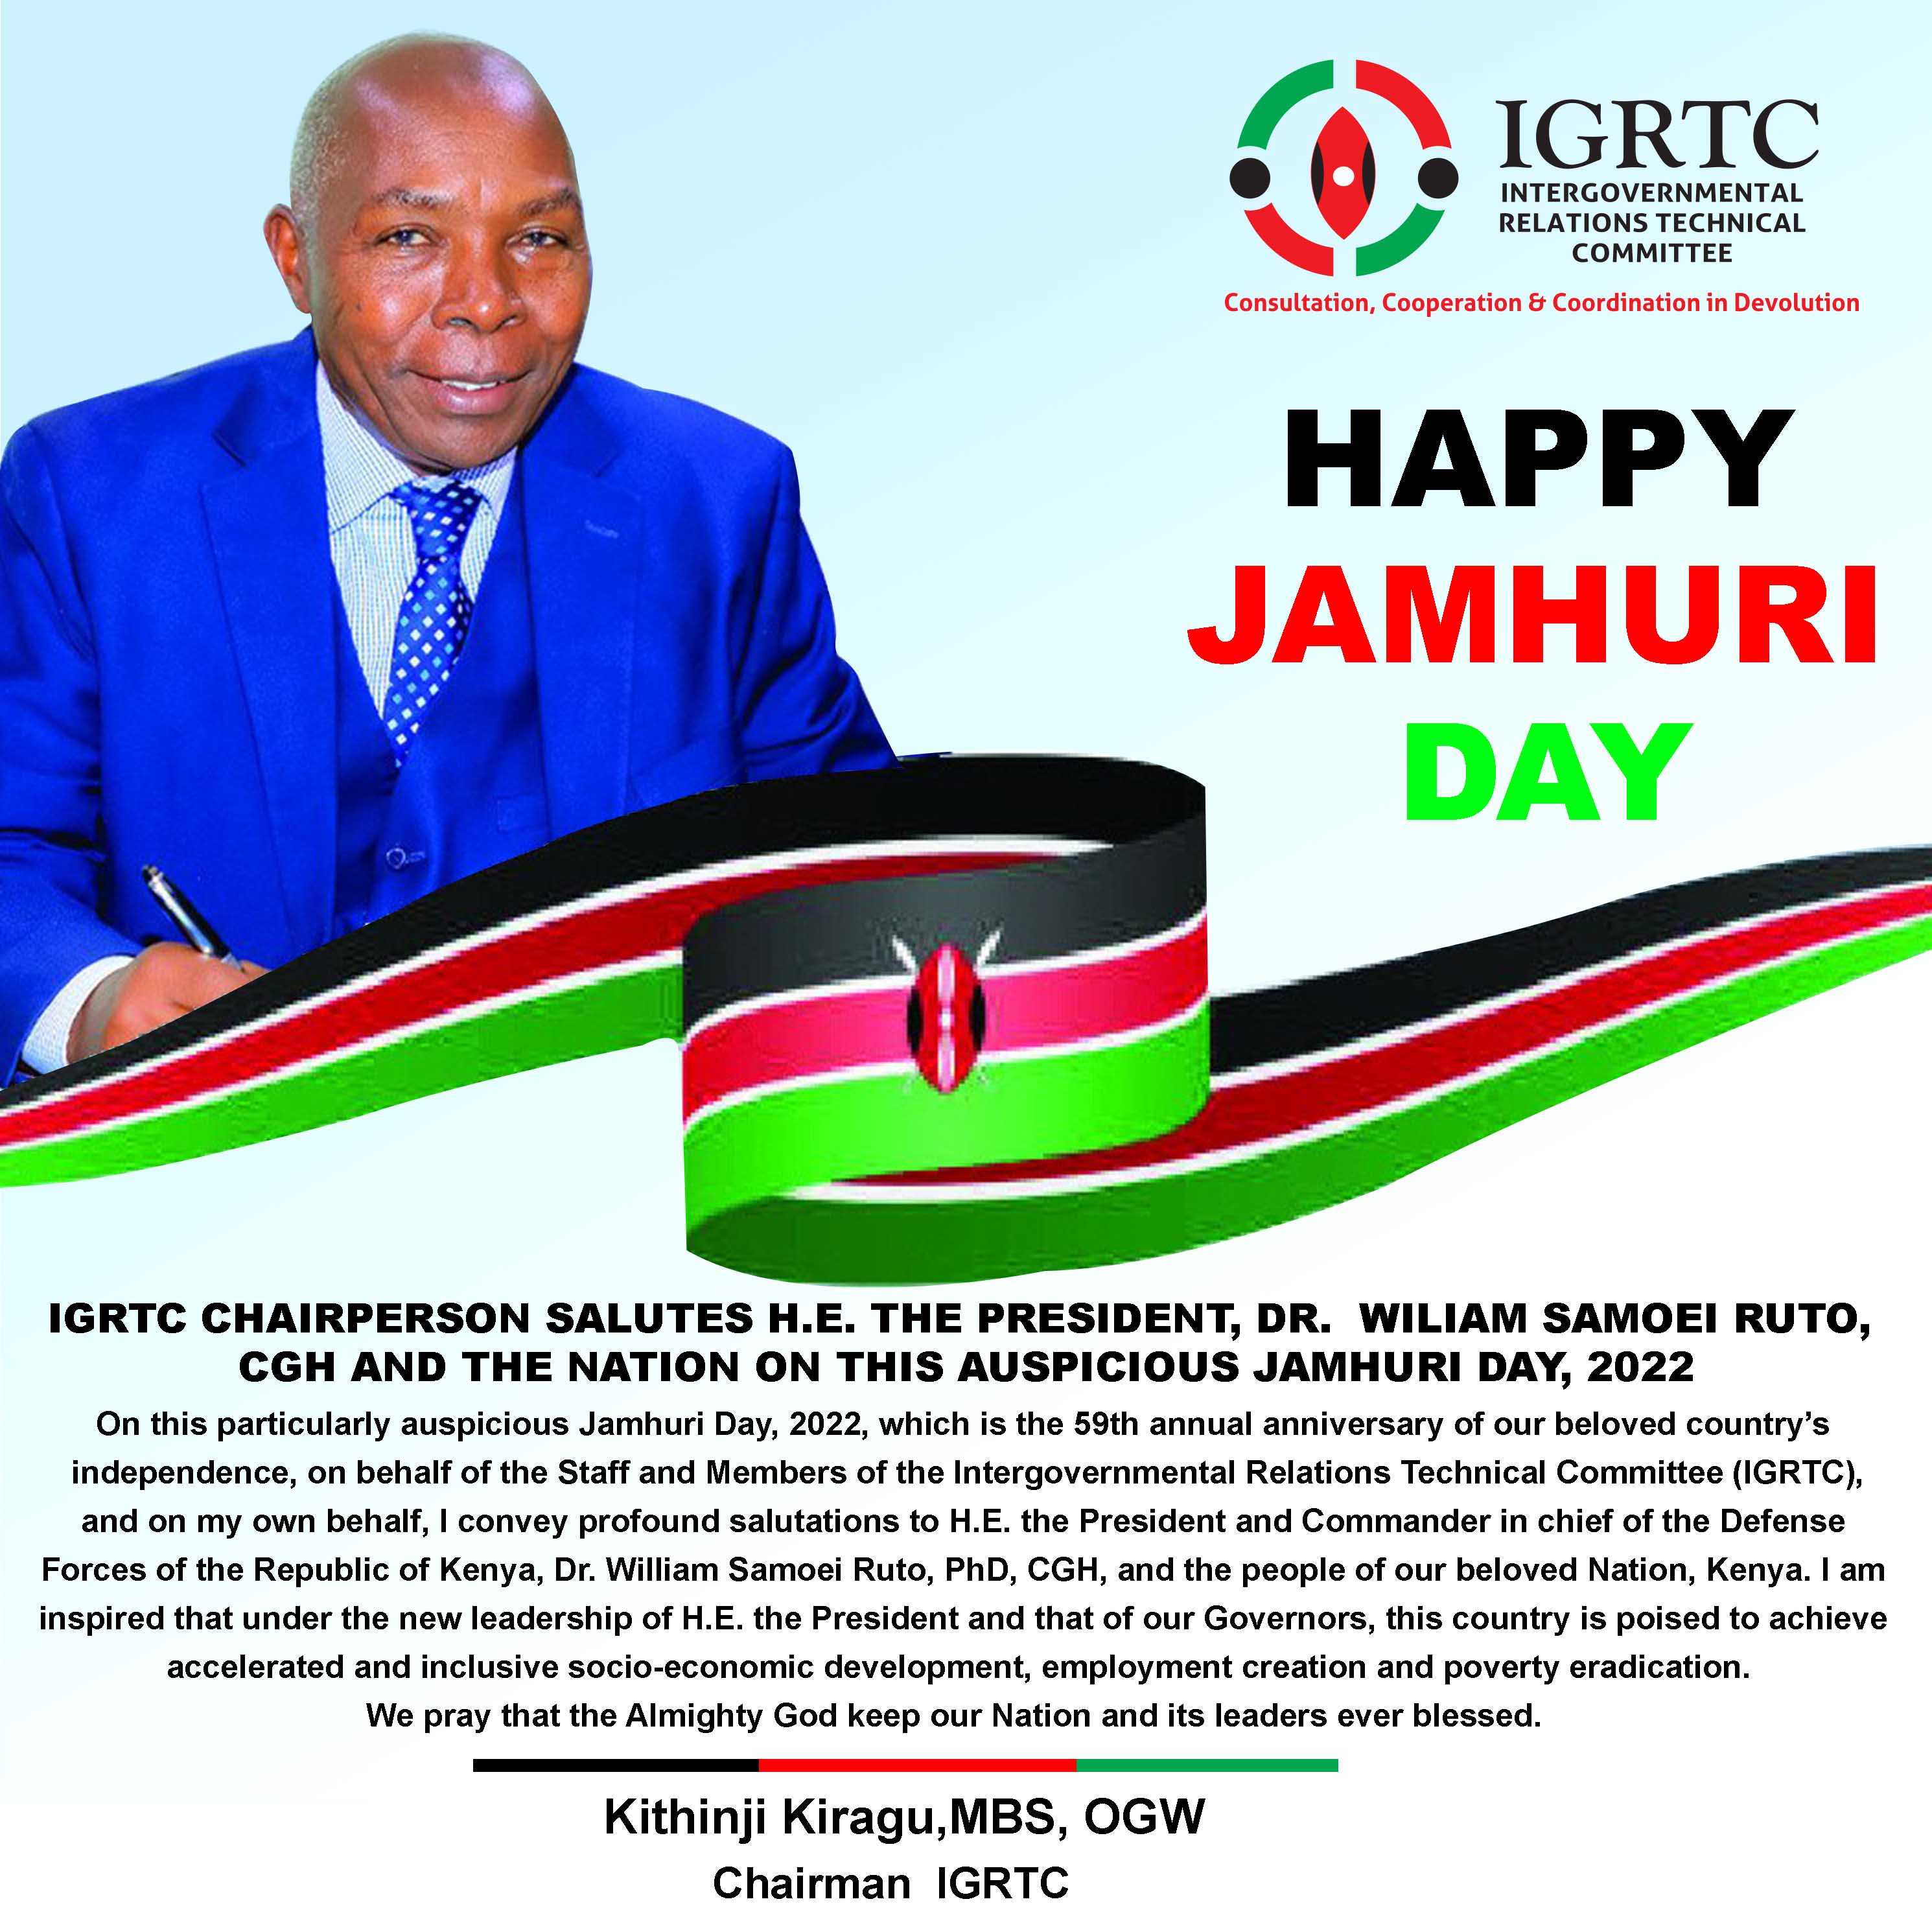 IGRTC
INTERGOVERNMENTAL
RELATIONS TECHNICAL
COMMITTEE
Consultation, Cooperation & Coordination in Devolution
HAPPY
JAMHURI
DAY
IGRTC CHAIRPERSON SALUTES H.E. THE PRESIDENT, DR. WILIAM SAMOEI RUTO,
CGH AND THE NATION ON THIS AUSPICIOUS JAMHURI DAY, 2022
On this particularly auspicious Jamhuri Day, 2022, which is the 59th annual anniversary of our beloved country’s
independence, on behalf of the Staff and Members of the Intergovernmental Relations Technical Committee (IGRTC),
and on my own behalf, I convey profound salutations to H.E. the President and Commander in chief of the Defense
Forces of the Republic of Kenya, Dr. William Samoei Ruto, PhD, CGH, and the people of our beloved Nation, Kenya. I am
inspired that under the new leadership of H.E. the President and that of our Governors, this country is poised to achieve
accelerated and inclusive socio-economic development, employment creation and poverty eradication.
We pray that the Almighty God keep our Nation and its leaders ever blessed.
Kithinji Kiragu,MBS, OGW
Chairman IGRTC